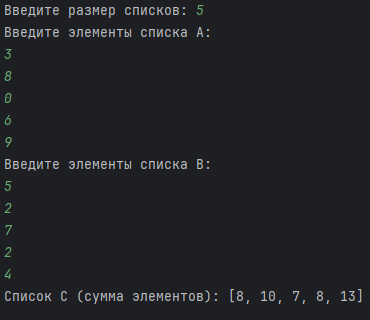 Введите размер списков: 5
Введите элементы списка A:
3
8
0
6
9
Введите элементы списка B:
5
2
7
2
4
Список C (сумма элементов): [8, 10, 7, 8, 13]